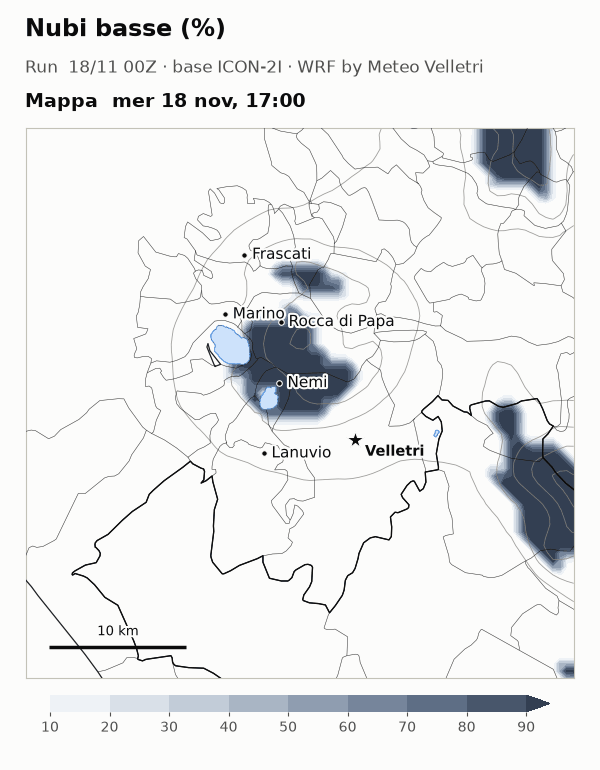 Nubi basse (%)
Run  18/11 00Z · base ICON-2I · WRF by Meteo Velletri
Mappa  mer 18 nov, 17:00
Frascati
Marino
Rocca di Papa
Nemi
Velletri
Lanuvio
10 km
10 20 30 40 50 60 70 80 90